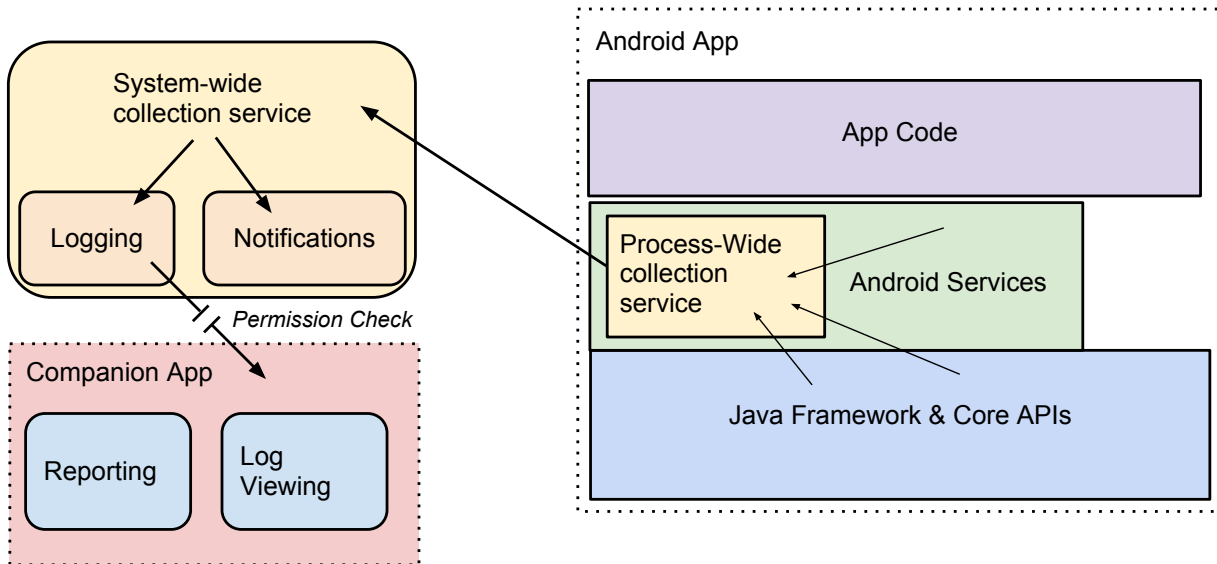 System-wide
collection service
Logging
Notifications
Permission Check
Companion App
Reporting
Log
Viewing
Android App
App Code
Process-Wide
collection
service
Android Services
Java Framework & Core APIs